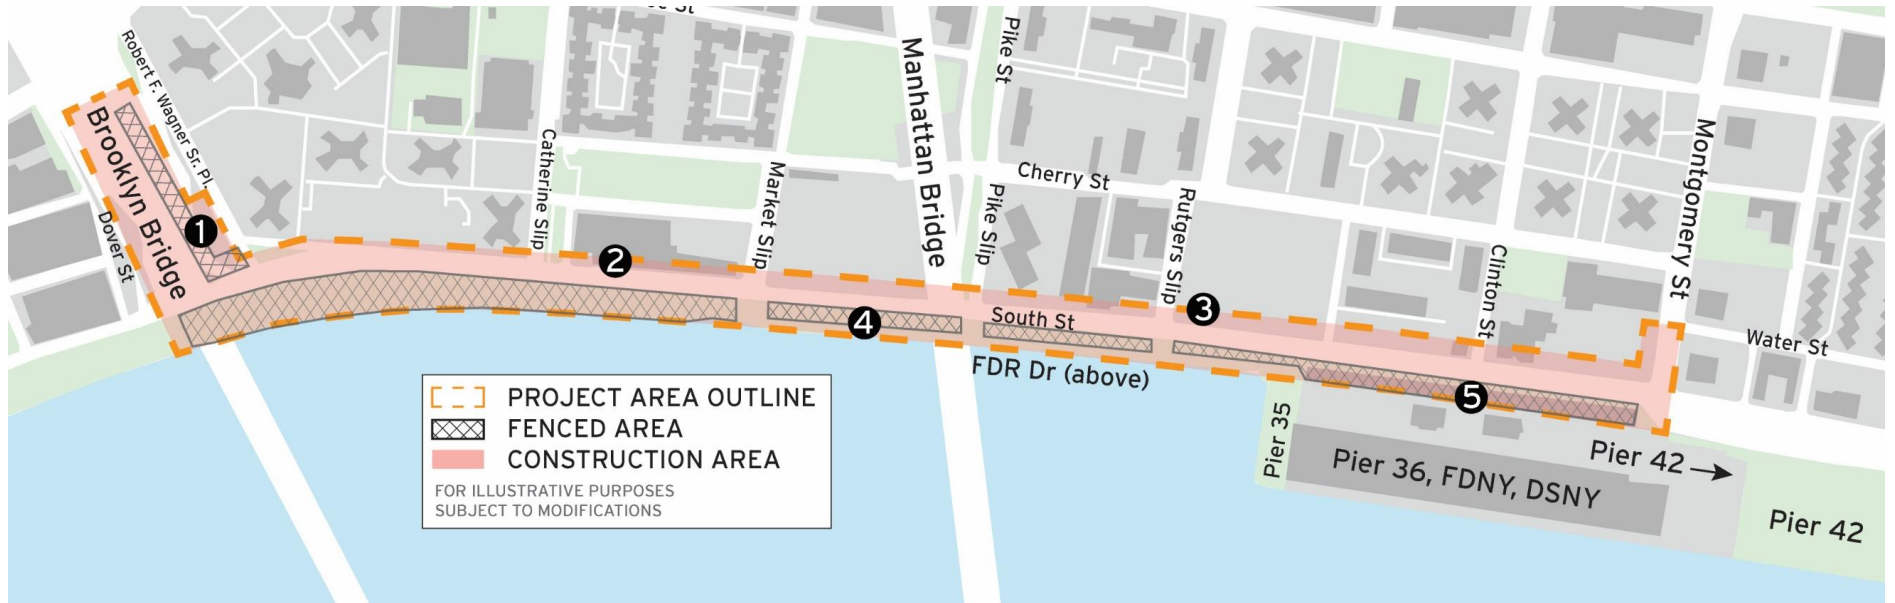 Robert F. Wagner Sr. Pl.
Brooklyn Bridge
Dover St
1
Catherine Slip
2
Market Slip
Manhattan Bridge
4
Pike St
Pike Slip
Cherry St
South St
FDR Dr (above)
Rutgers Slip
3
Clinton St
5
Montgomery St
Water St
Pier 35
Pier 36, FDNY, DSNY
Pier 42
Pier 42
PROJECT AREA OUTLINE
FENCED AREA
CONSTRUCTION AREA
FOR ILLUSTRATIVE PURPOSES
SUBJECT TO MODIFICATIONS